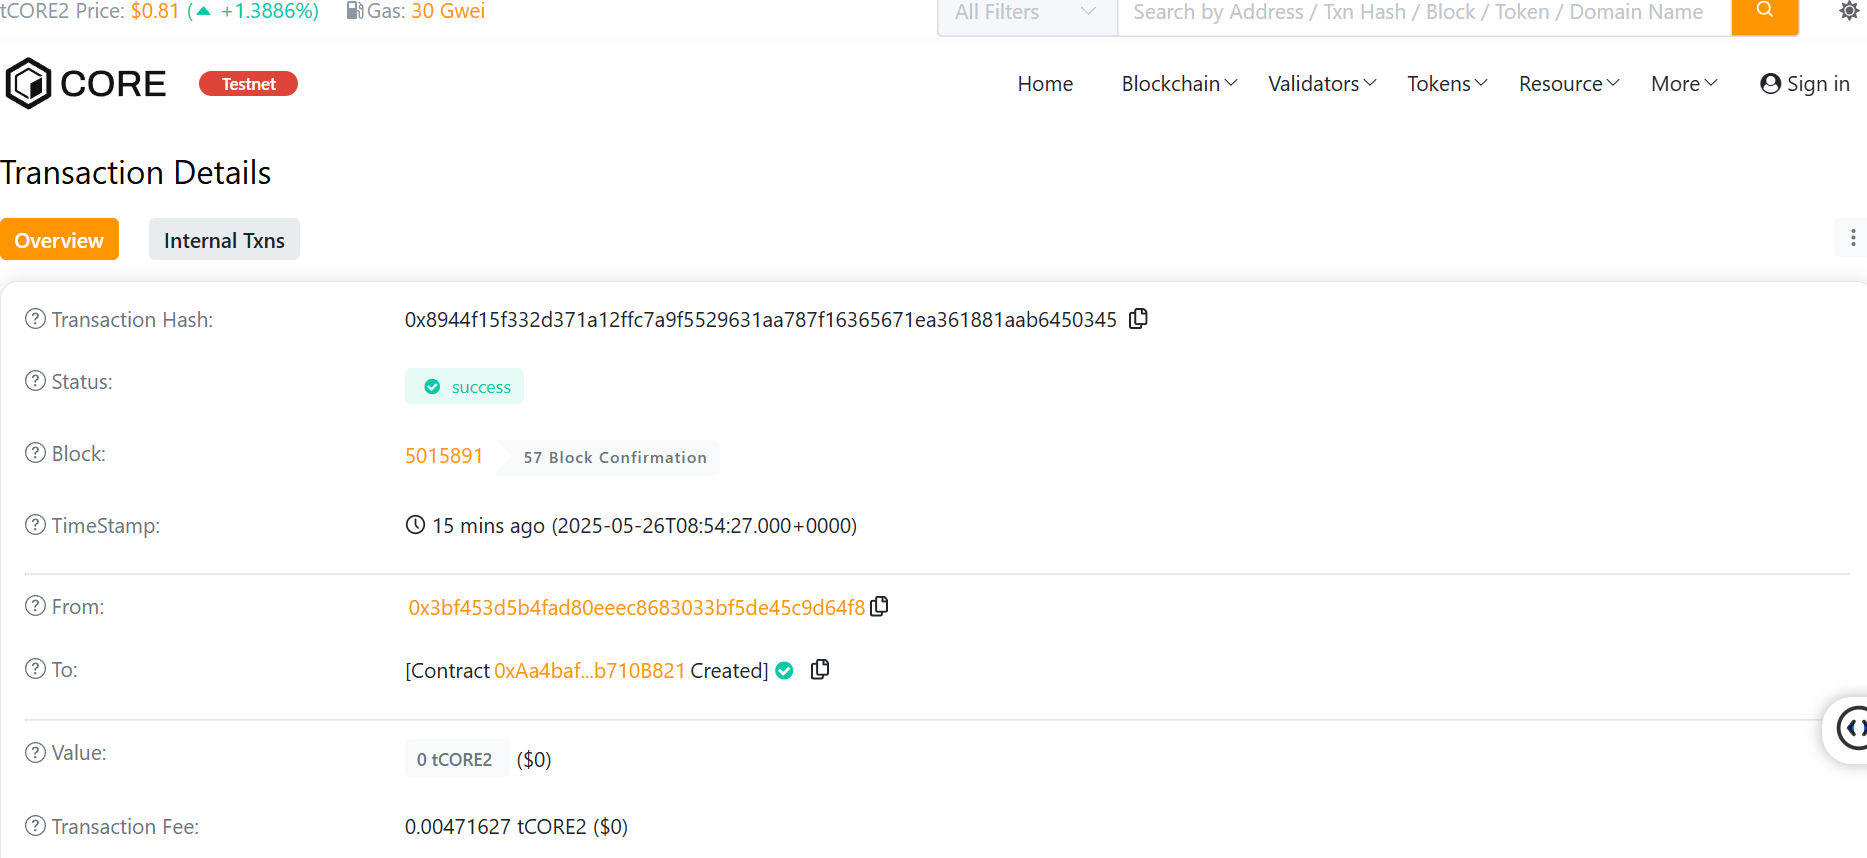 tCORE2 Price: $0.81 ( +1.3886%) Gas: 30 Gwei All Filters Search by Address / Txn Hash / Block / Token / Domain Name
CORE Testnet Home Blockchain Validators Tokens Resource More Sign in
Transaction Details
Overview Internal Txns
Transaction Hash: 0x8944f15f332d371a12ffc7a9f5529631aa787f16365671ea361881aab6450345
Status: success
Block: 5015891 57 Block Confirmation
TimeStamp: 15 mins ago (2025-05-26T08:54:27.000+0000)
From: 0x3bf453d5b4fad80eeec8683033bf5de45c9d64f8
To: [Contract 0xAa4baf...b710B821 Created]
Value: 0 tCORE2 ($0)
Transaction Fee: 0.00471627 tCORE2 ($0)